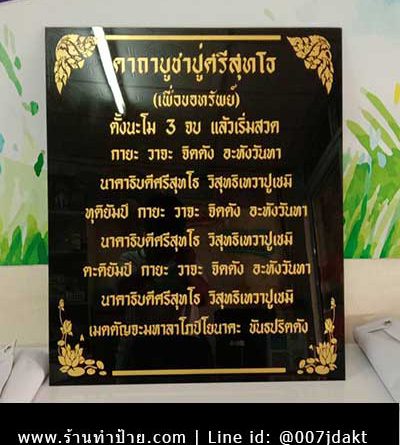 คาถาบูชาปู่ศรีสุทโธ
(เพื่อขอทรัพย์)
ตั้งนะโม 3 จบ แล้วเริ่มสวด
กายะ วาจะ จิตตัง อะหังวันทา
นาคาธิบดีศรีสุทโธ วิสุทธิเทวาปูเชมิ
ทุติยัมปิ กายะ วาจะ จิตตัง อะหังวันทา
นาคาธิบดีศรีสุทโธ วิสุทธิเทวาปูเชมิ
ตะติยัมปิ กายะ วาจะ จิตตัง อะหังวันทา
นาคาธิบดีศรีสุทโธ วิสุทธิเทวาปูเชมิ
เมตตัญจะมหาลาโภปิโยนาคะ ขันธปริตตัง
www.ร้านทำป้าย.com | Line id: @007jdakt